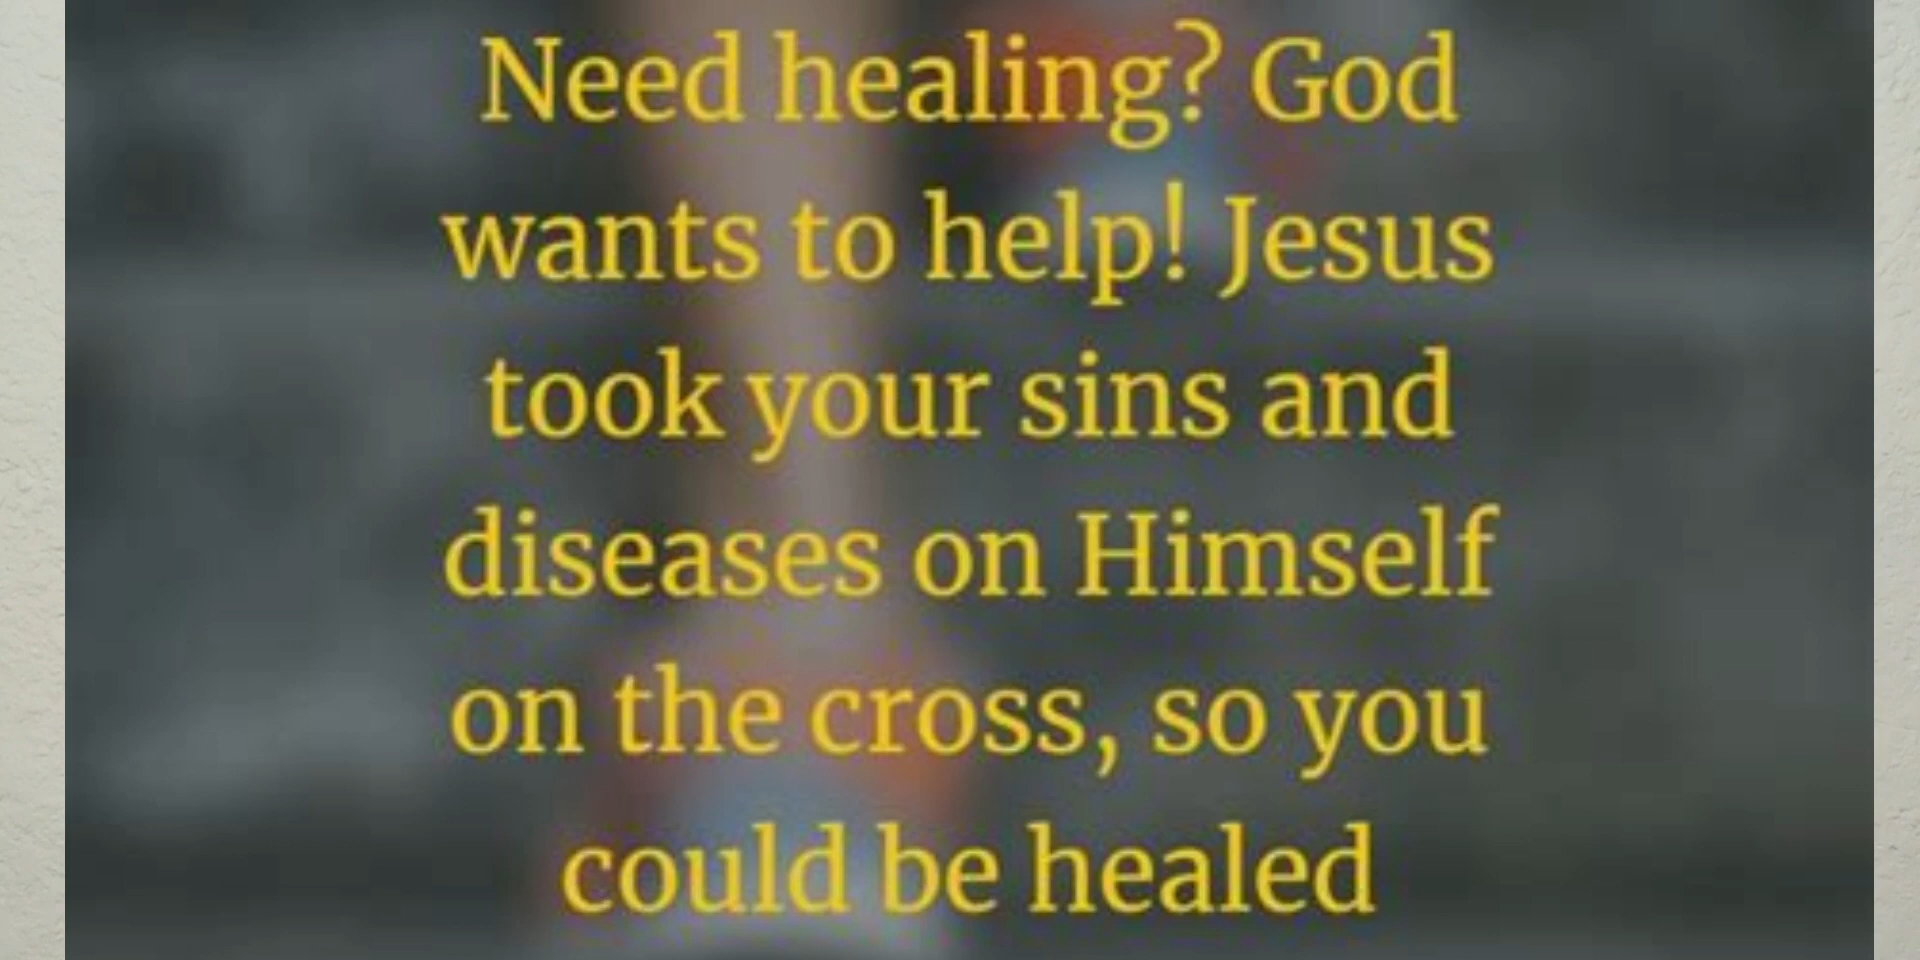 Need healing? God
wants to help! Jesus
took your sins and
diseases on Himself
on the cross, so you
could be healed